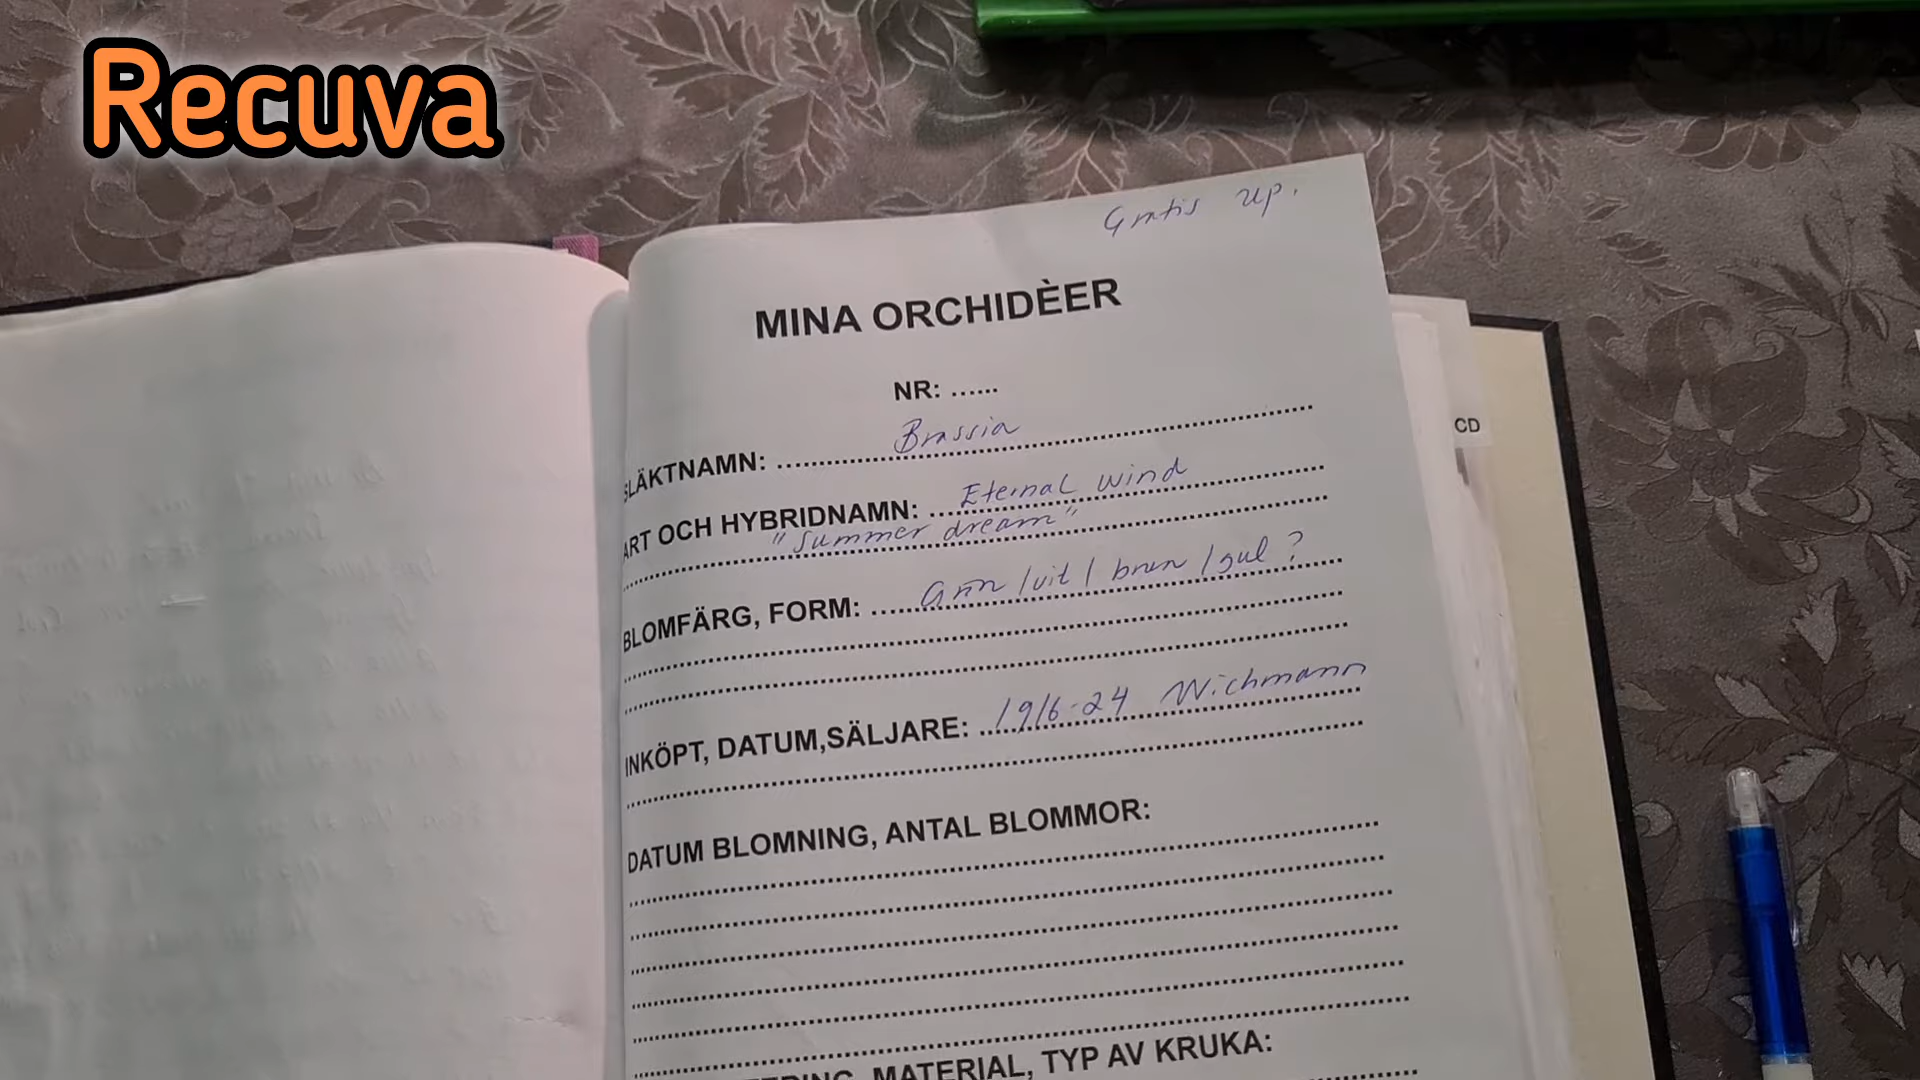 Recuva
Gratis up.
MINA ORCHIDÈER
NR: ......
SLÄKTNAMN: Brassia
CD
ART OCH HYBRIDNAMN: Eternal wind
"Summer dream"
BLOMFÄRG, FORM: Grön / vit / brun / gul ?
INKÖPT, DATUM,SÄLJARE: 19/6-24 Wichmann
DATUM BLOMNING, ANTAL BLOMMOR:
MATERIAL, TYP AV KRUKA: